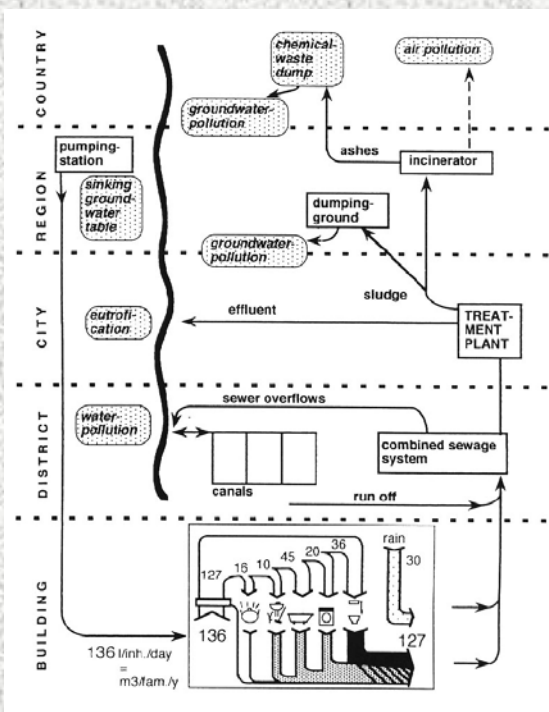 COUNTRY
chemical-
waste
dump
air pollution
groundwater-
pollution
ashes
REGION
pumping-
station
incinerator
sinking
ground-
water
table
dumping-
ground
groundwater-
pollution
sludge
CITY
eutrofi-
cation
effluent
TREAT-
MENT
PLANT
DISTRICT
sewer overflows
water-
pollution
combined sewage
system
canals
run off
BUILDING
127
16
10
45
20
36
rain
30
136
127
136 l/inh./day
=
m3/fam./y